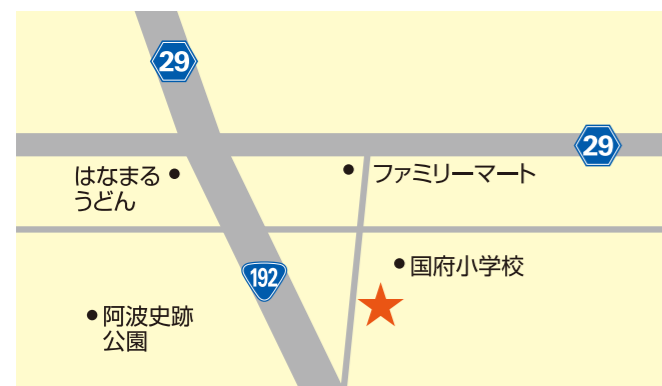 29
29
はなまる
うどん
ファミリーマート
192
国府小学校
阿波史跡
公園